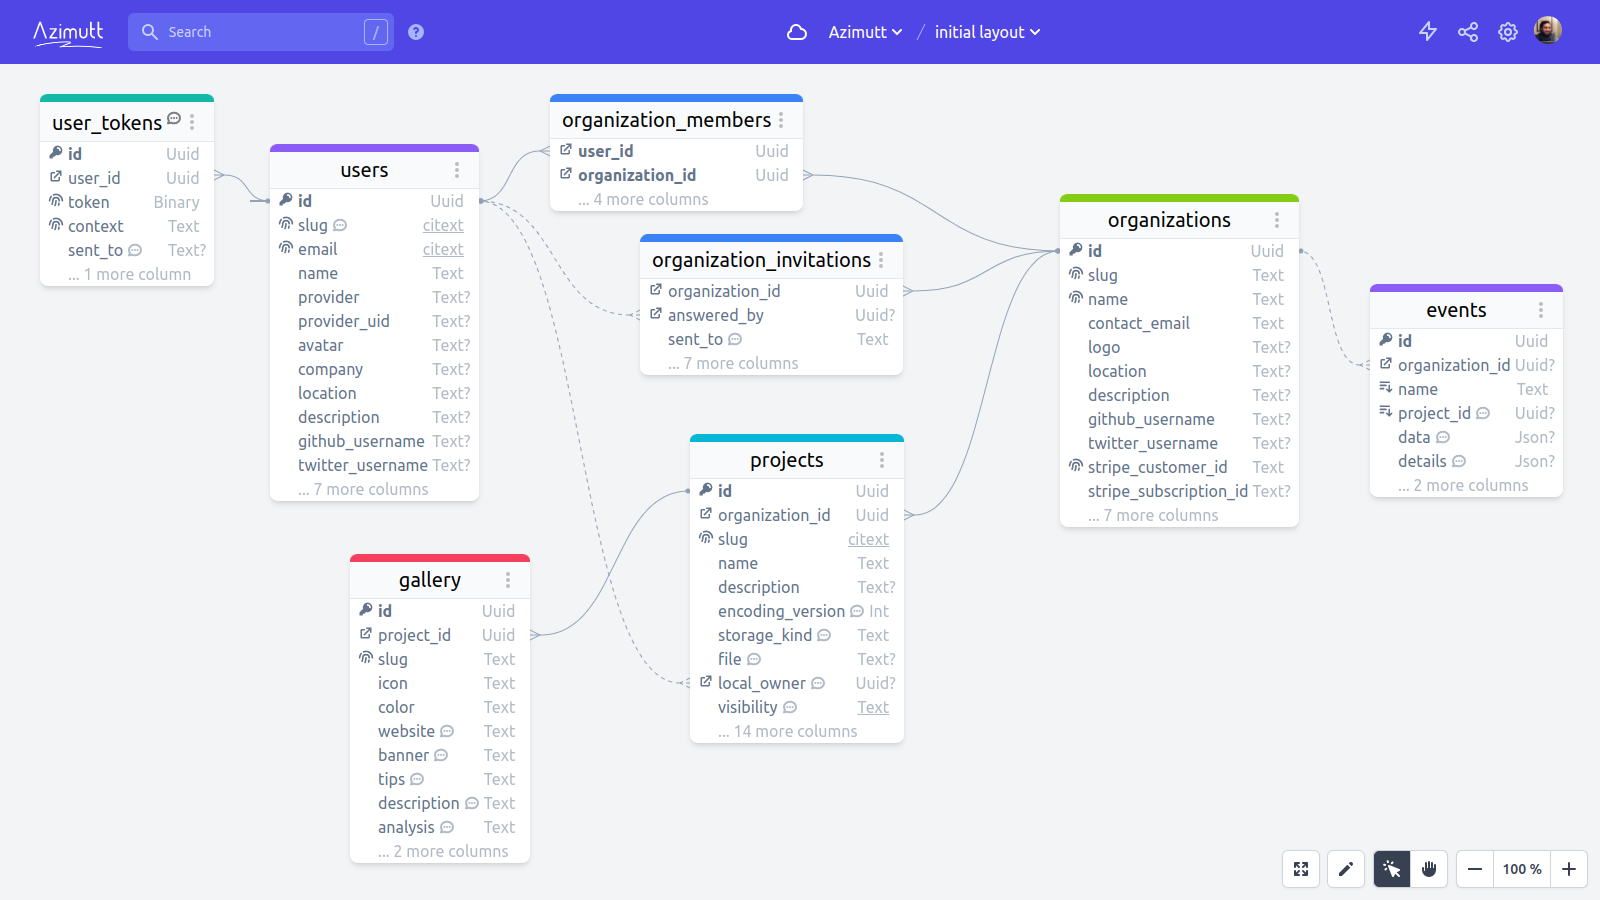 Azimutt
Search
/
?
Azimutt
initial layout
user_tokens
id Uuid
user_id Uuid
token Binary
context Text
sent_to Text?
... 1 more column
users
id Uuid
slug citext
email citext
name Text
provider Text?
provider_uid Text?
avatar Text?
company Text?
location Text?
description Text?
github_username Text?
twitter_username Text?
... 7 more columns
organization_members
user_id Uuid
organization_id Uuid
... 4 more columns
organization_invitations
organization_id Uuid
answered_by Uuid?
sent_to Text
... 7 more columns
organizations
id Uuid
slug Text
name Text
contact_email Text
logo Text?
location Text?
description Text?
github_username Text?
twitter_username Text?
stripe_customer_id Text
stripe_subscription_id Text?
... 7 more columns
events
id Uuid
organization_id Uuid?
name Text
project_id Uuid?
data Json?
details Json?
... 2 more columns
projects
id Uuid
organization_id Uuid
slug citext
name Text
description Text?
encoding_version Int
storage_kind Text
file Text?
local_owner Uuid?
visibility Text
... 14 more columns
gallery
id Uuid
project_id Uuid
slug Text
icon Text
color Text
website Text
banner Text
tips Text
description Text
analysis Text
... 2 more columns
100 %